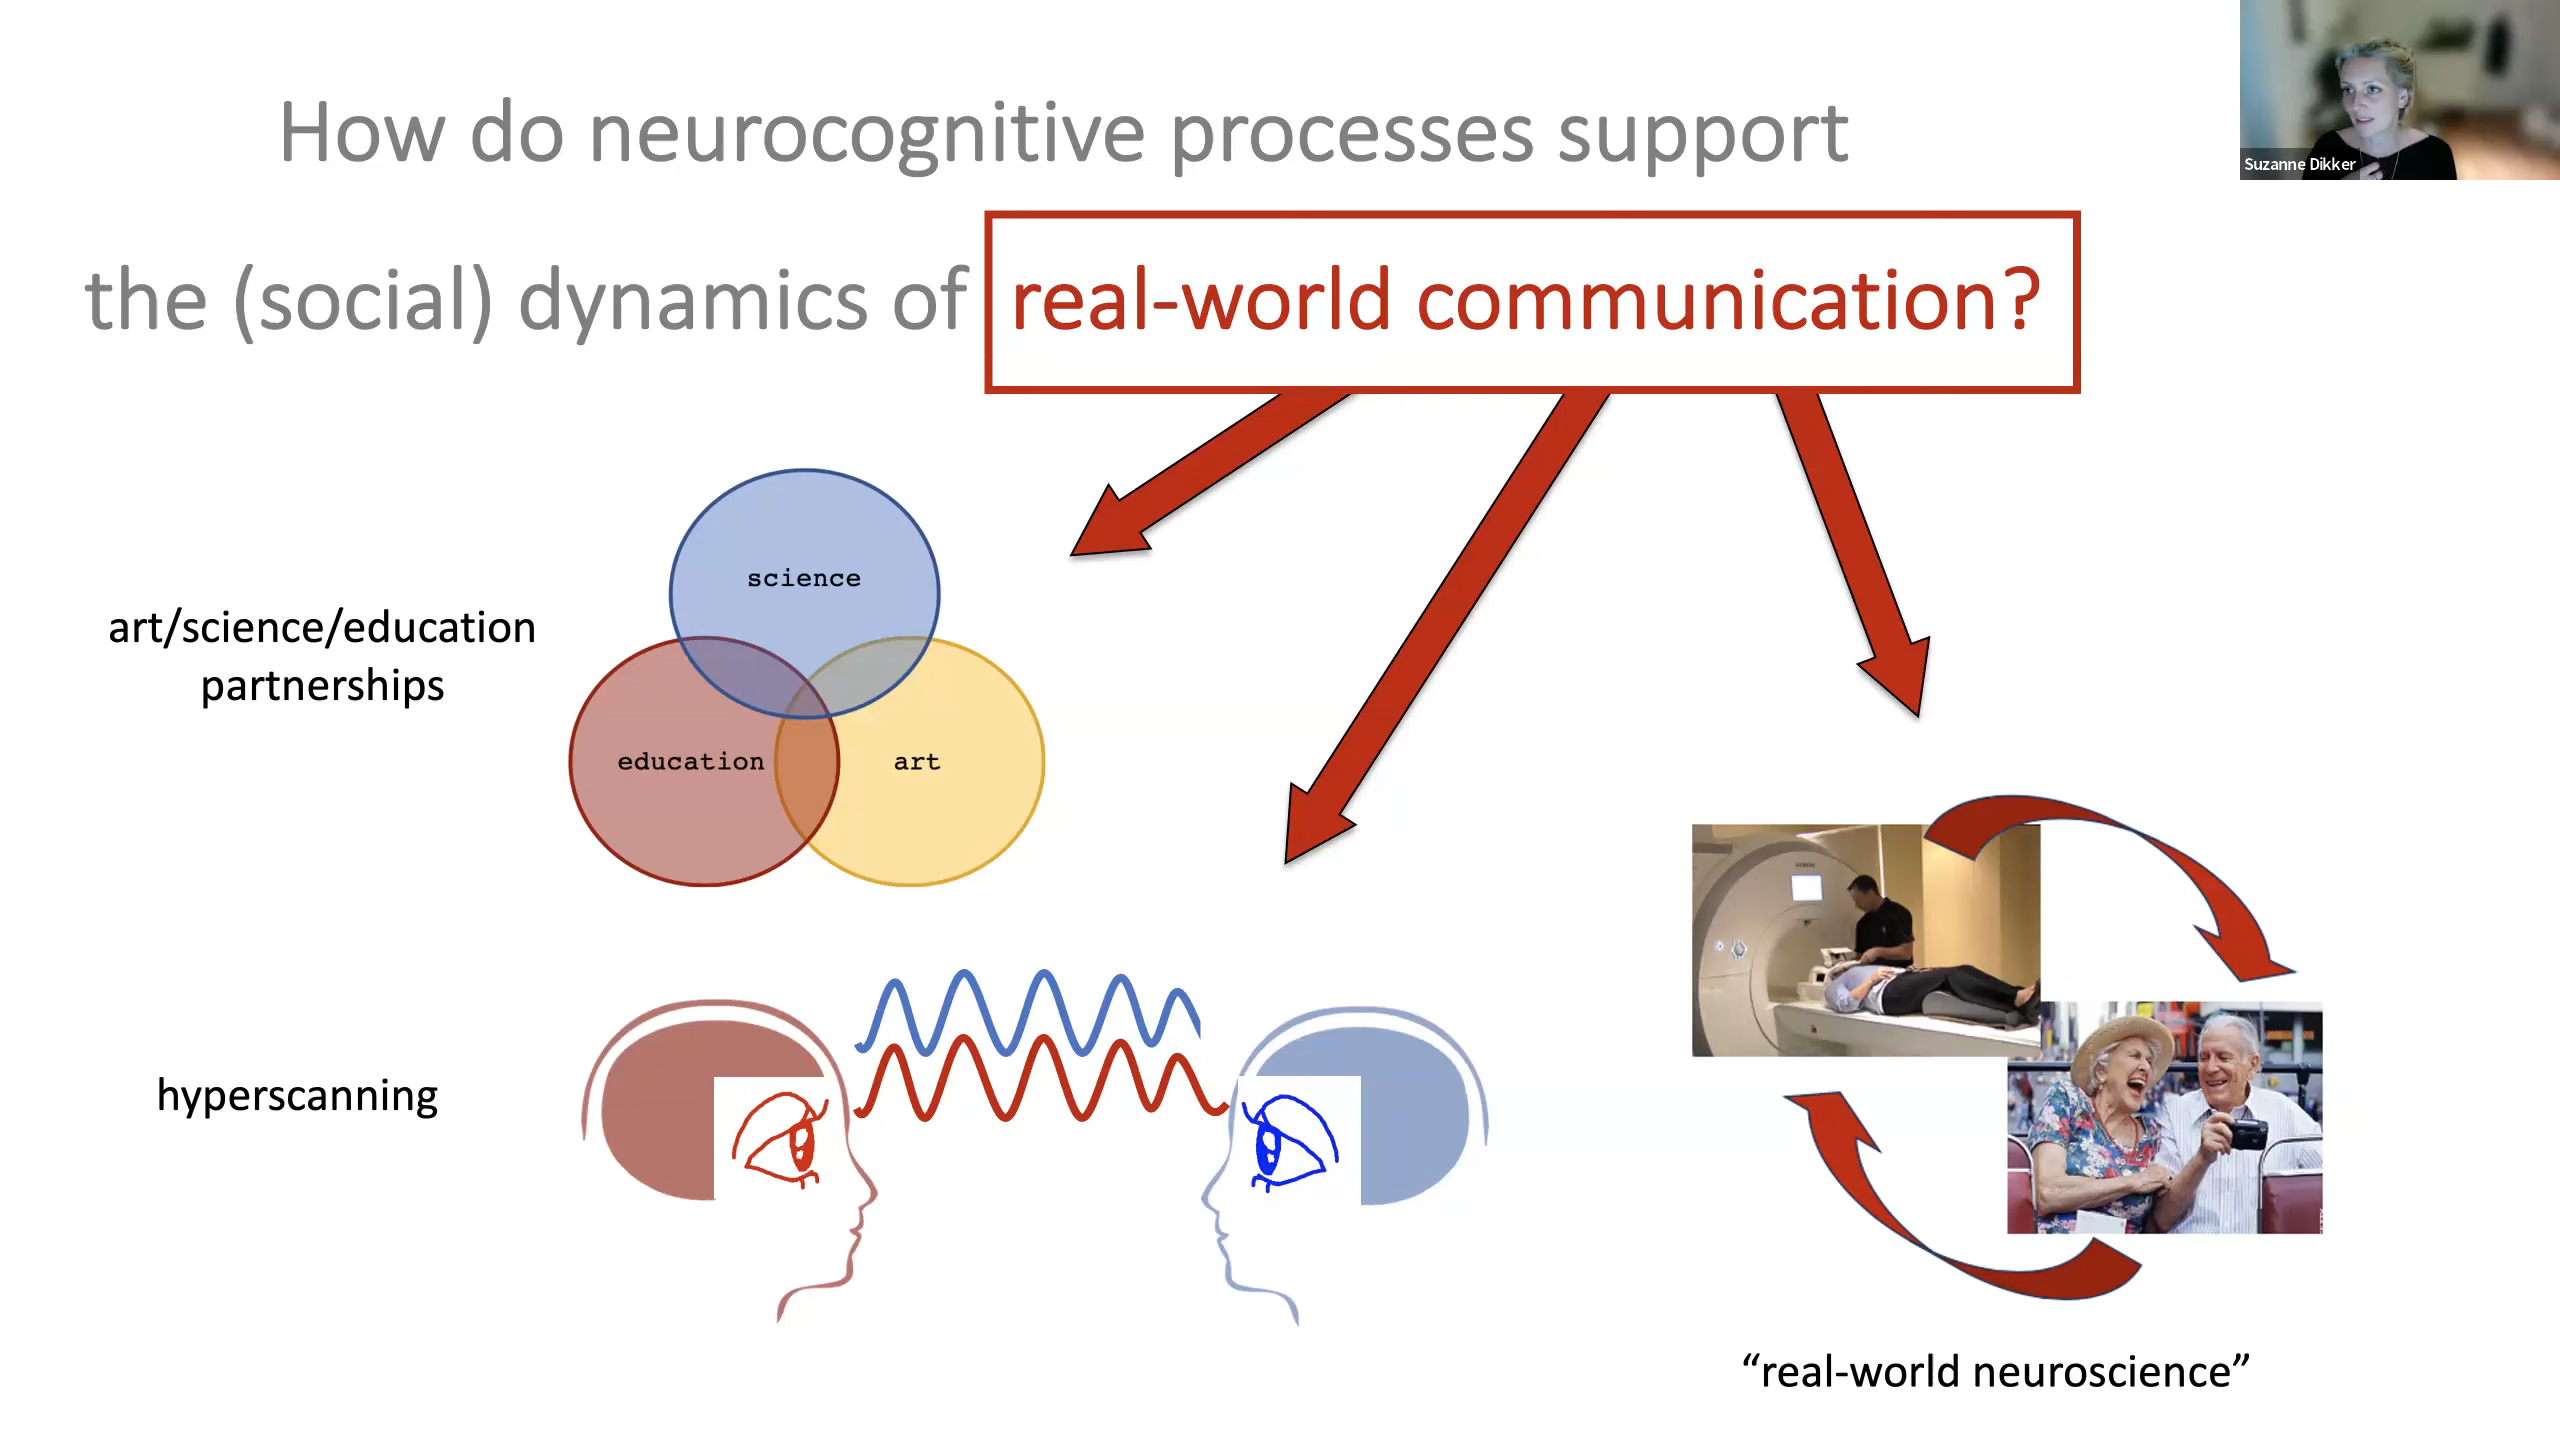 How do neurocognitive processes support
the (social) dynamics of real-world communication?
Suzanne Dikker
science
art/science/education
partnerships
education
art
hyperscanning
“real-world neuroscience”